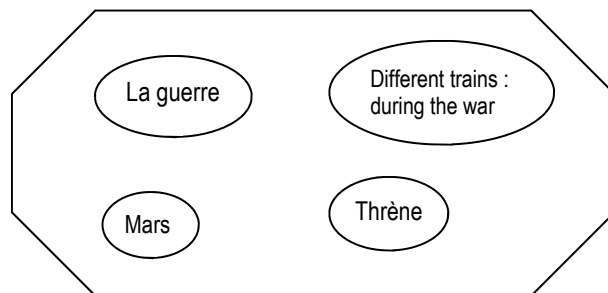 La guerre
Different trains :
during the war
Mars
Thrène